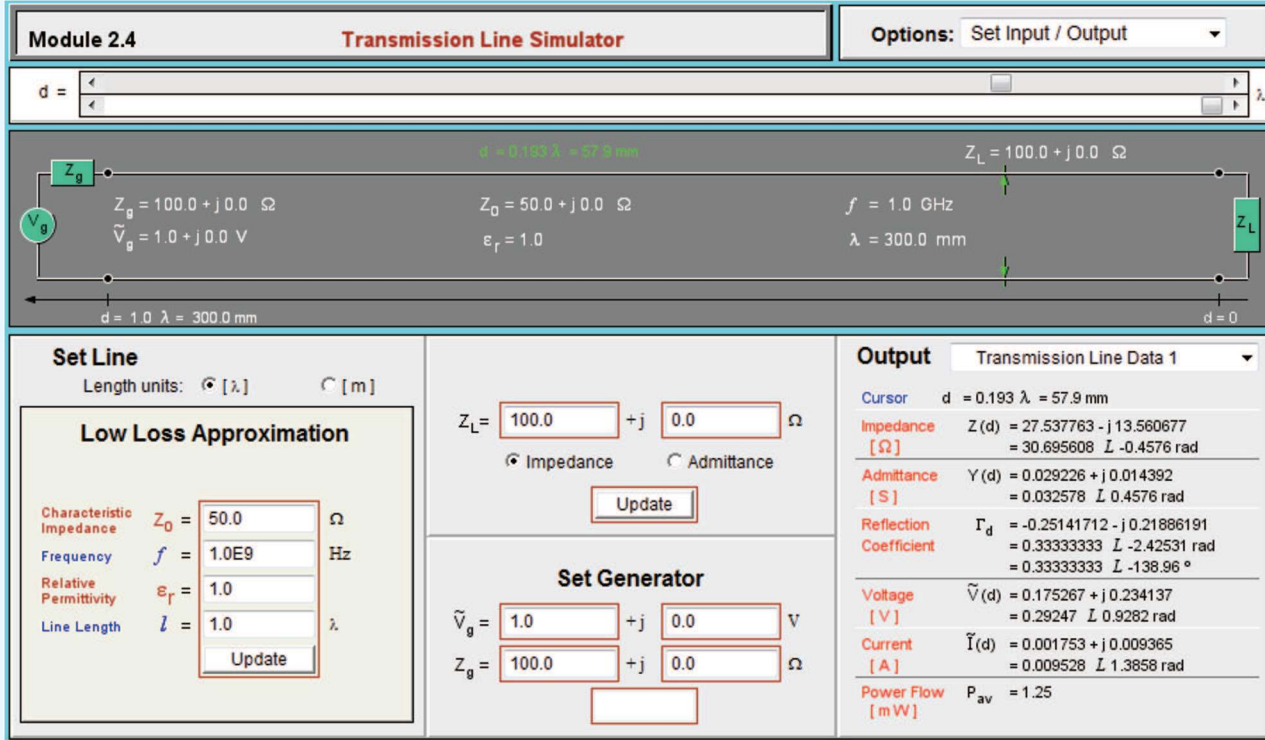 Module 2.4
Transmission Line Simulator
Options: Set Input / Output
d =
λ
d = 0.193 λ = 57.9 mm
Z_L = 100.0 + j 0.0 Ω
Z_g
V_g
Z_L
Z_g = 100.0 + j 0.0 Ω
Z_0 = 50.0 + j 0.0 Ω
f = 1.0 GHz
Ṽ_g = 1.0 + j 0.0 V
ε_r = 1.0
λ = 300.0 mm
d = 1.0 λ = 300.0 mm
d = 0
Set Line
Length units: [ λ ] [ m ]
Low Loss Approximation
Characteristic Impedance Z_0 = 50.0 Ω
Frequency f = 1.0E9 Hz
Relative Permittivity ε_r = 1.0
Line Length l = 1.0 λ
Update
Z_L = 100.0 + j 0.0 Ω
Impedance Admittance
Update
Set Generator
Ṽ_g = 1.0 + j 0.0 V
Z_g = 100.0 + j 0.0 Ω
Output Transmission Line Data 1
Cursor d = 0.193 λ = 57.9 mm
Impedance Z(d) = 27.537763 - j 13.560677
[ Ω ] = 30.695608 L -0.4576 rad
Admittance Y(d) = 0.029226 + j 0.014392
[ S ] = 0.032578 L 0.4576 rad
Reflection Γ_d = -0.25141712 - j 0.21886191
Coefficient = 0.33333333 L -2.42531 rad
= 0.33333333 L -138.96 º
Voltage Ṽ(d) = 0.175267 + j 0.234137
[ V ] = 0.29247 L 0.9282 rad
Current Ĩ(d) = 0.001753 + j 0.009365
[ A ] = 0.009528 L 1.3858 rad
Power Flow P_av = 1.25
[ mW ]